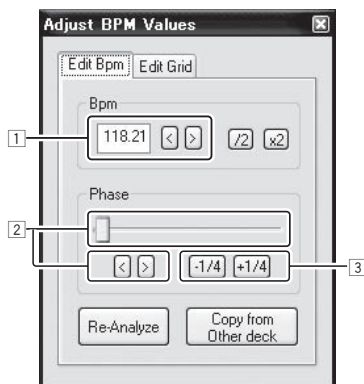 Adjust BPM Values
Edit Bpm Edit Grid
Bpm
1 118.21 < > /2 x2
Phase
2
< > -1/4 +1/4 3
Re-Analyze Copy from
Other deck